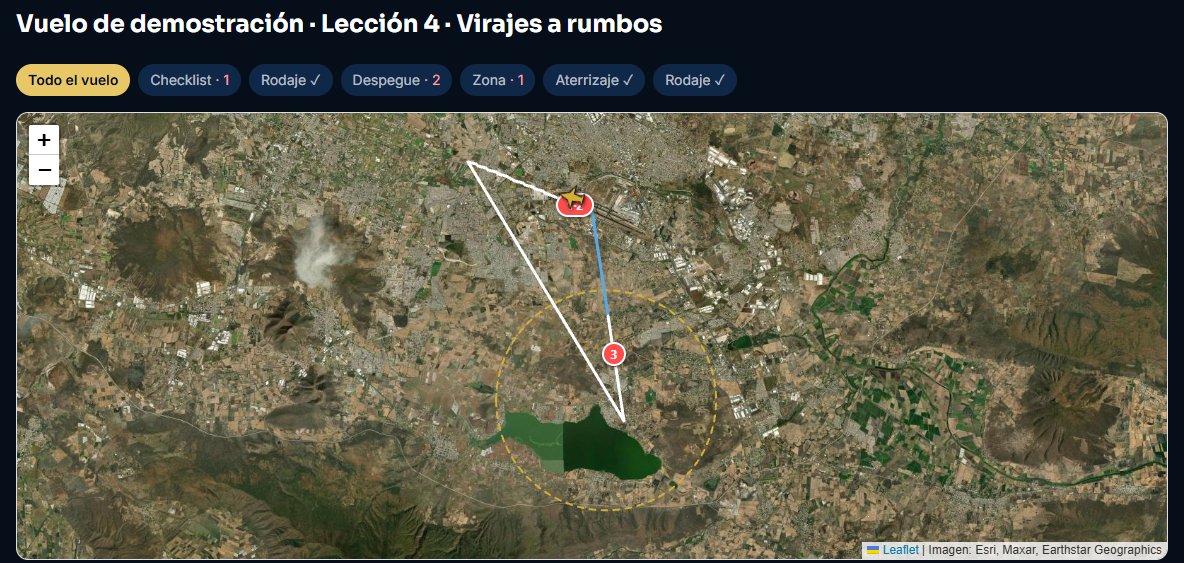 Vuelo de demostración · Lección 4 · Virajes a rumbos
Todo el vuelo Checklist · 1 Rodaje ✓ Despegue · 2 Zona · 1 Aterrizaje ✓ Rodaje ✓
+
−
3
Leaflet | Imagen: Esri, Maxar, Earthstar Geographics